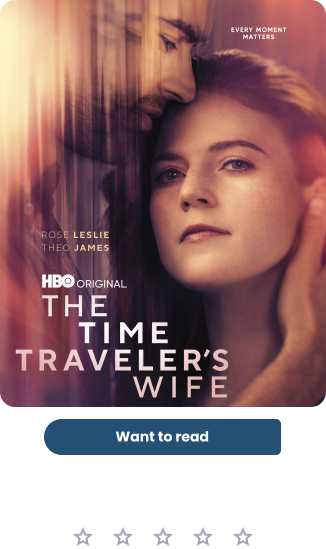 EVERY MOMENT
MATTERS
ROSE LESLIE
THEO JAMES
HBO ORIGINAL
THE
TIME
TRAVELER'S
WIFE
Want to read